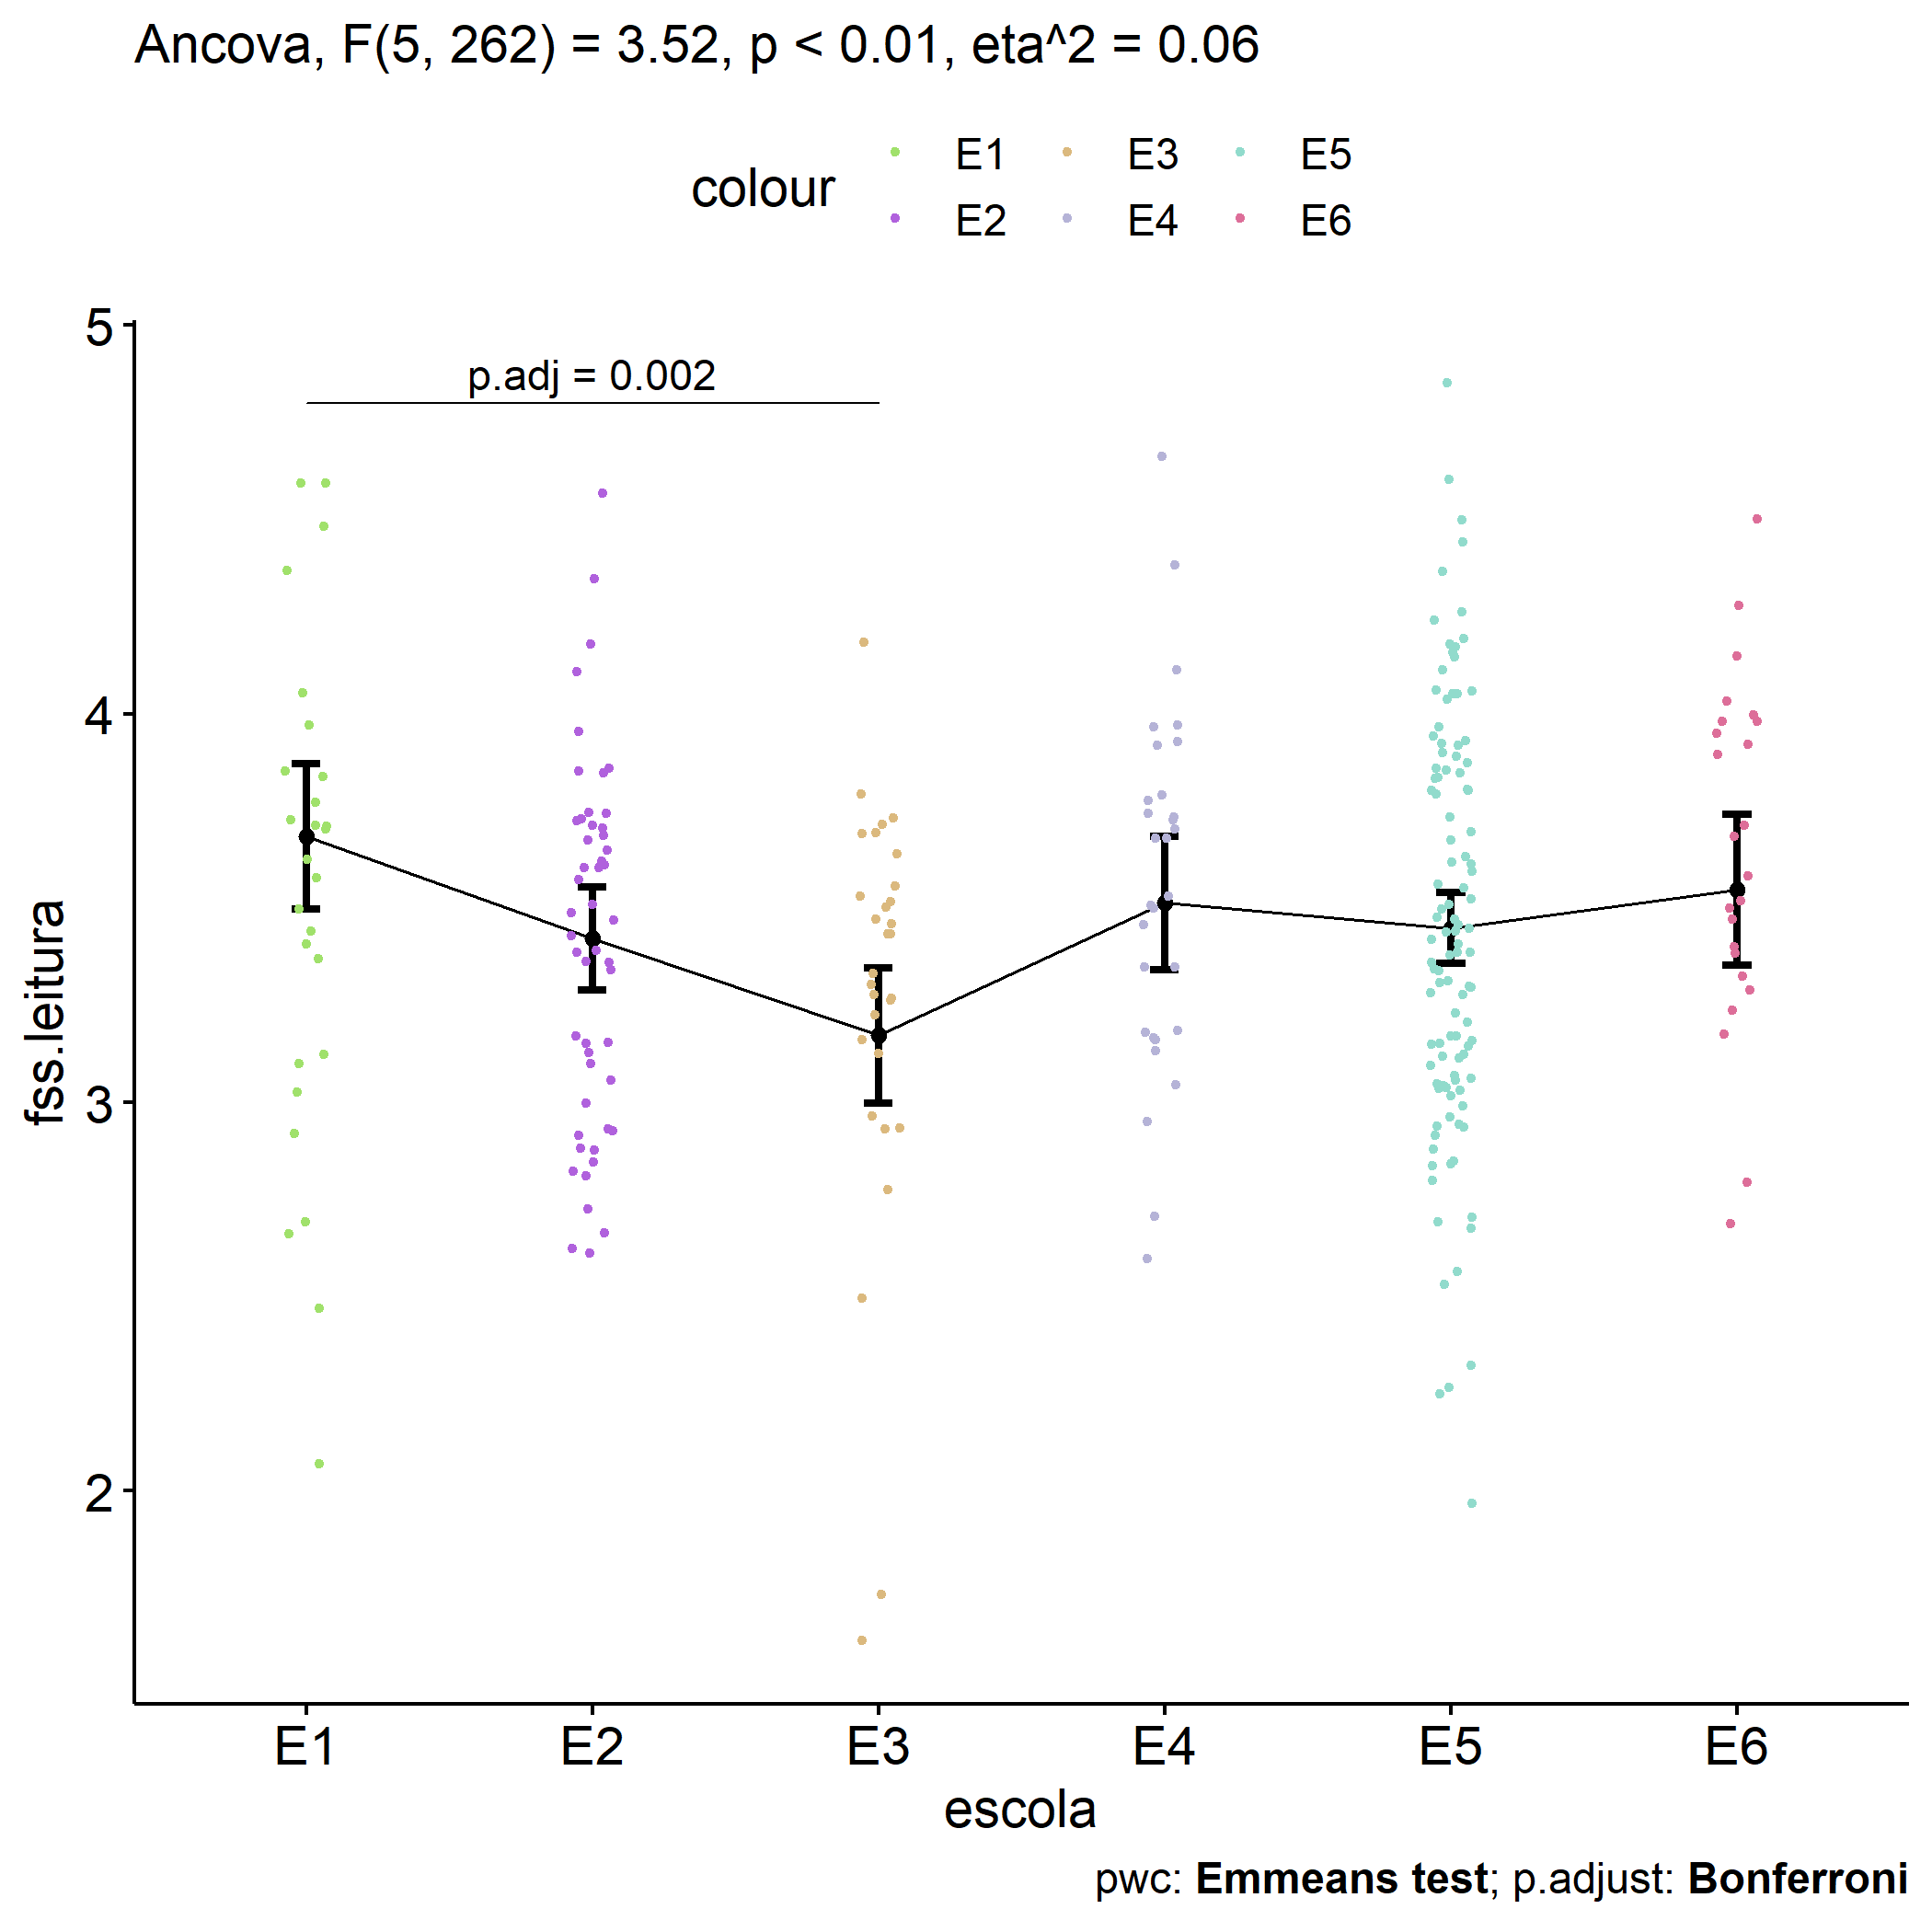 Ancova, F(5, 262) = 3.52, p < 0.01, eta^2 = 0.06
colour
E1 E3 E5
E2 E4 E6
5
p.adj = 0.002
4
3
2
fss.leitura
E1 E2 E3 E4 E5 E6
escola
pwc: Emmeans test; p.adjust: Bonferroni